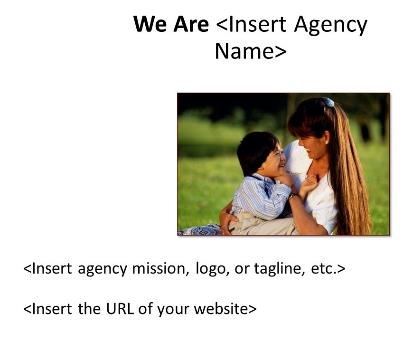 We Are <Insert Agency
Name>
<Insert agency mission, logo, or tagline, etc.>
<Insert the URL of your website>